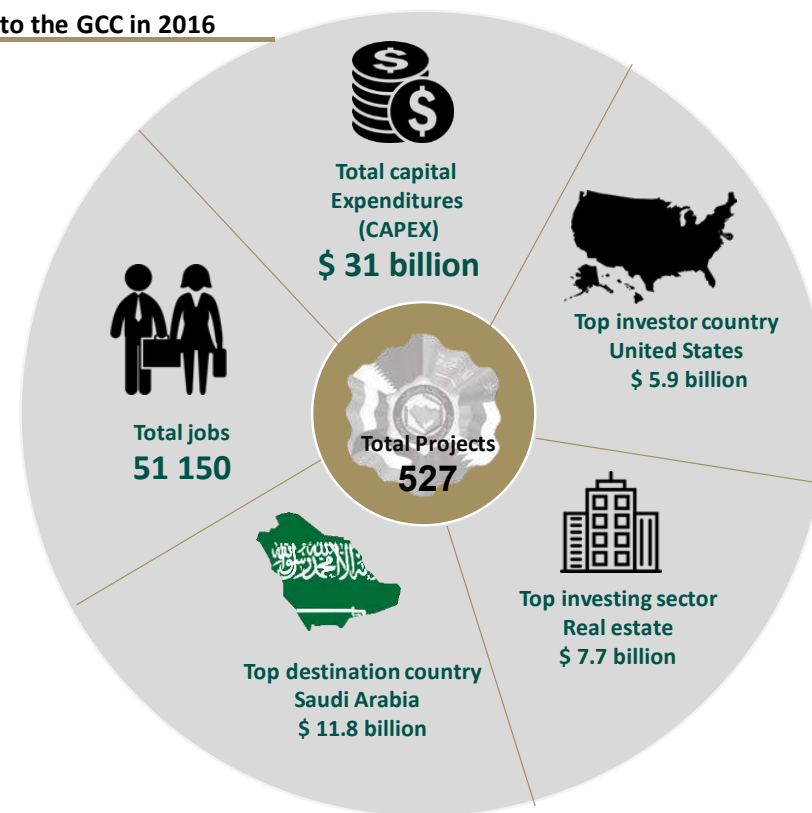 to the GCC in 2016
Total capital
Expenditures
(CAPEX)
$ 31 billion
Top investor country
United States
$ 5.9 billion
Total jobs
51 150
Total Projects
527
Top investing sector
Real estate
$ 7.7 billion
Top destination country
Saudi Arabia
$ 11.8 billion